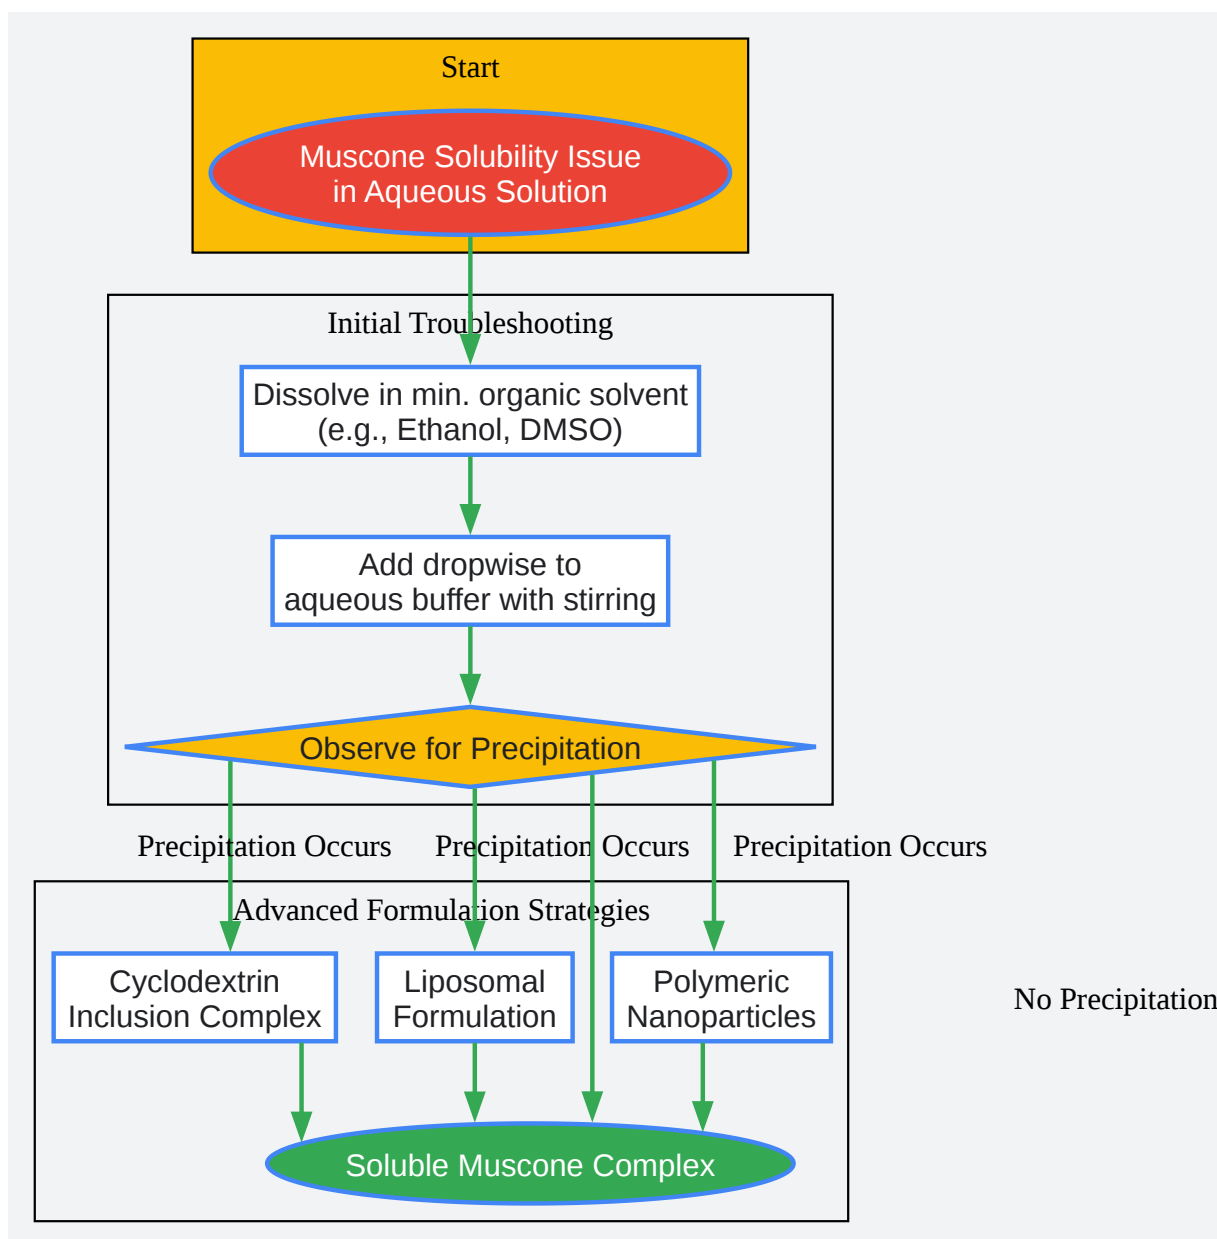 Start
Muscone Solubility Issue
in Aqueous Solution
Initial Troubleshooting
Dissolve in min. organic solvent
(e.g., Ethanol, DMSO)
Add dropwise to
aqueous buffer with stirring
Observe for Precipitation
Precipitation Occurs
Precipitation Occurs
Precipitation Occurs
Advanced Formulation Strategies
Cyclodextrin
Inclusion Complex
Liposomal
Formulation
Polymeric
Nanoparticles
No Precipitation
Soluble Muscone Complex